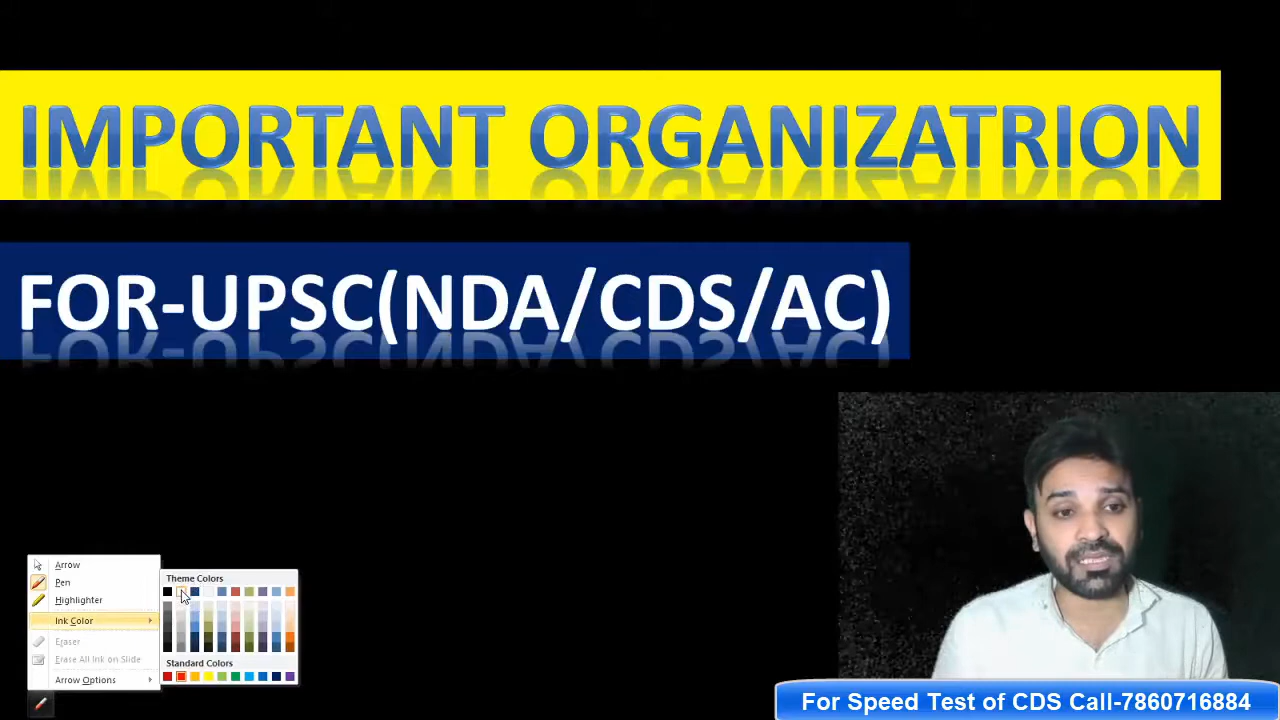 IMPORTANT ORGANIZATRION
FOR-UPSC(NDA/CDS/AC)
Arrow
Pen
Highlighter
Ink Color
Eraser
Erase All Ink on Slide
Arrow Options
Theme Colors
Standard Colors
For Speed Test of CDS Call-7860716884